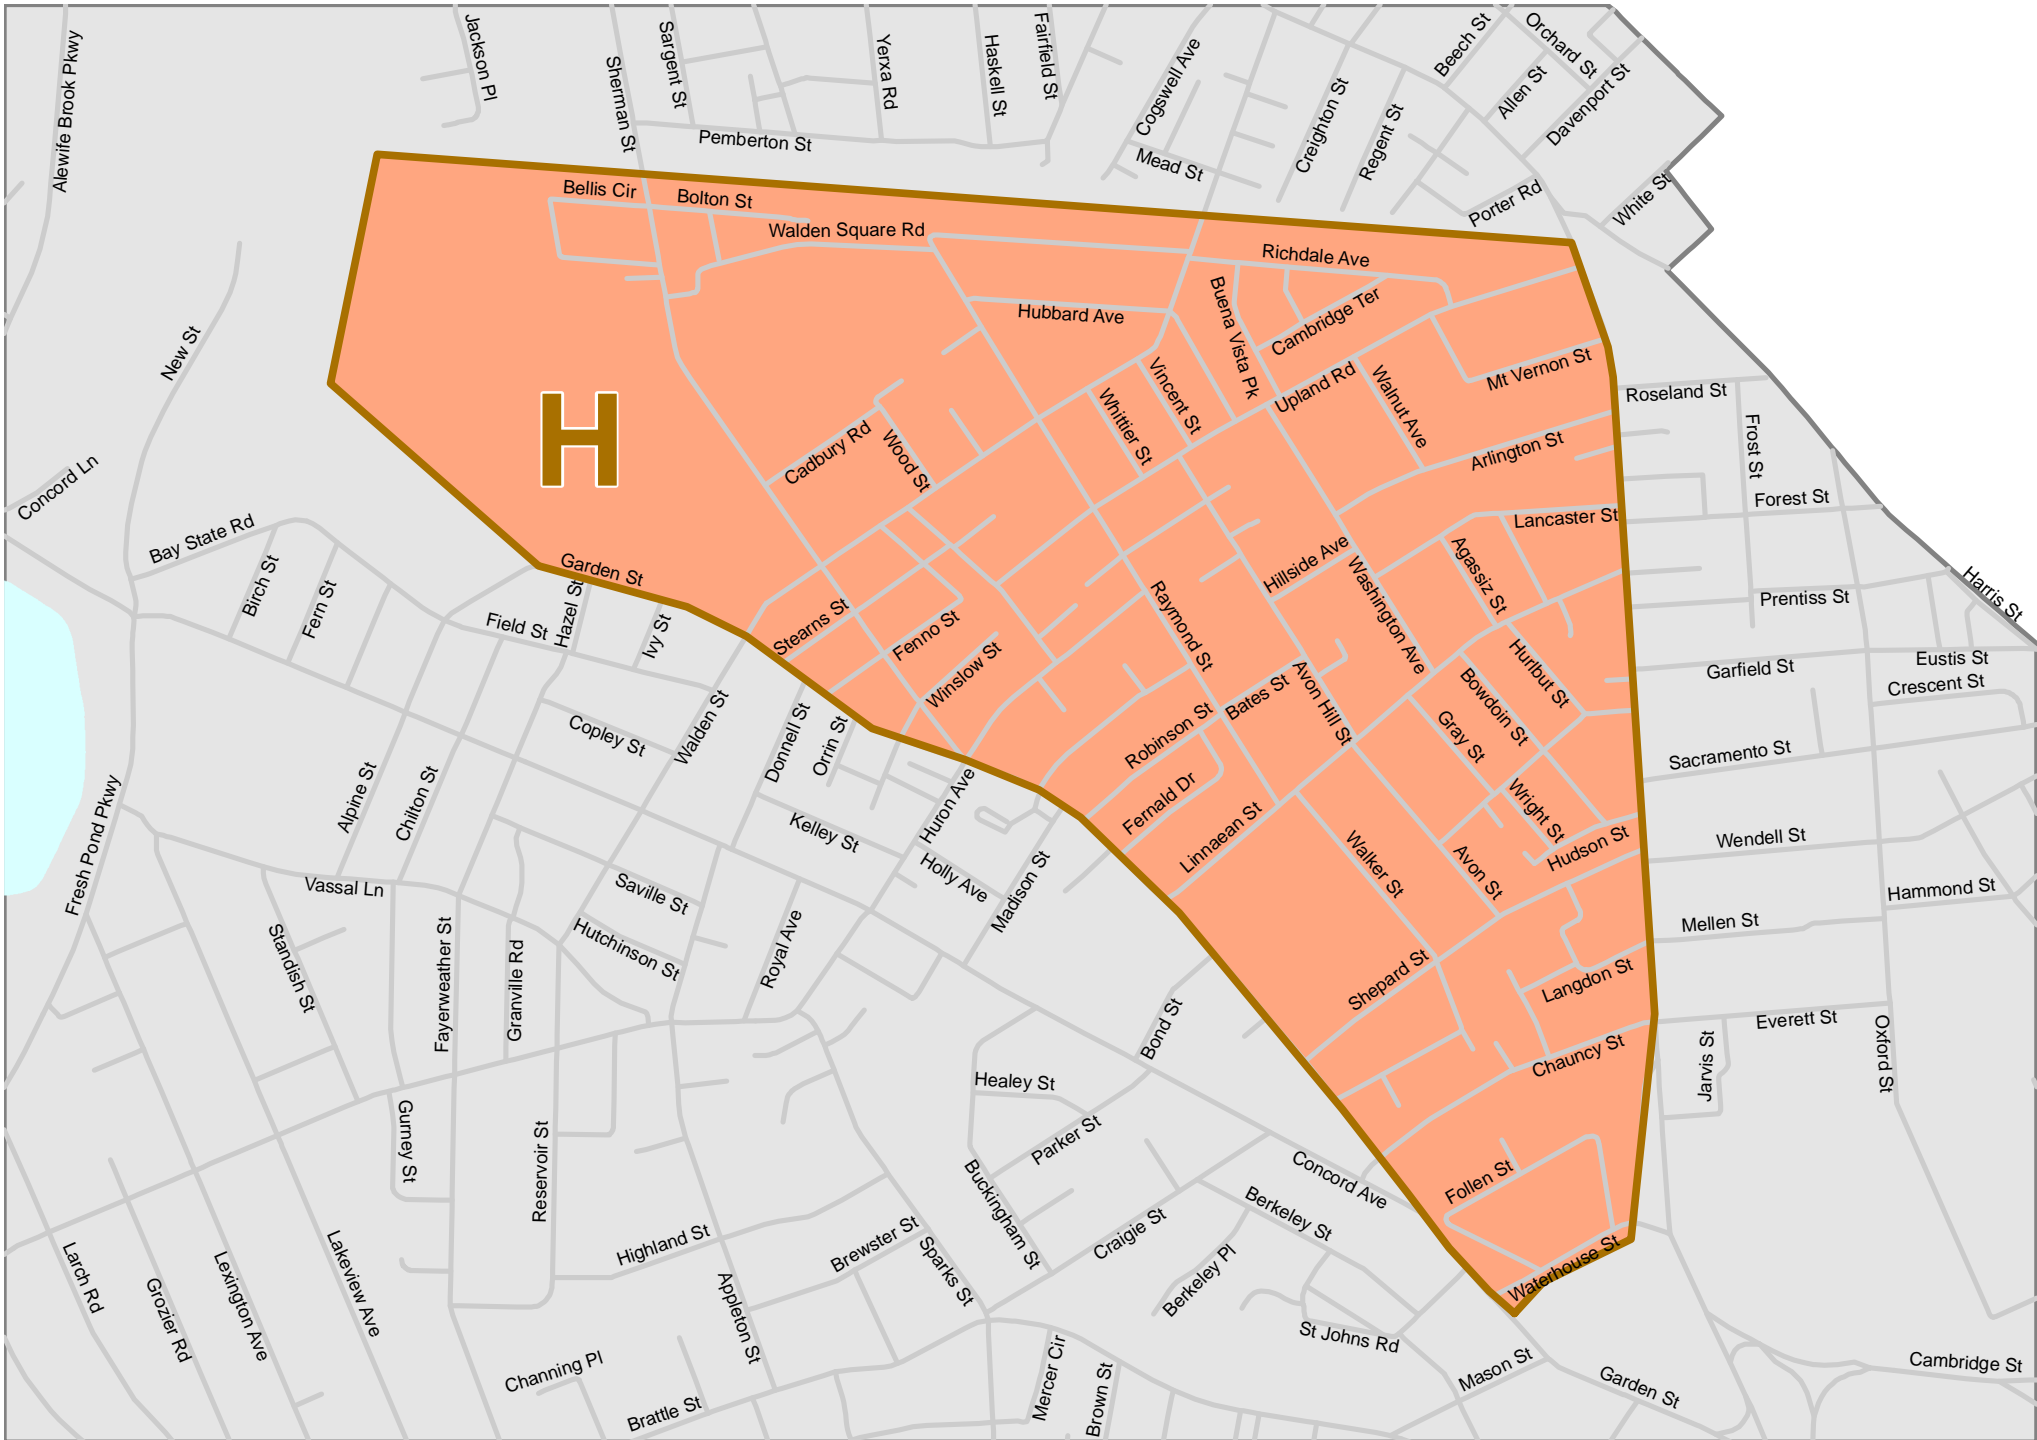 Jackson Pl
Sargent St
Sherman St
Yerxa Rd
Haskell St
Fairfield St
Cogswell Ave
Beech St
Orchard St
Allen St
Davenport St
Creighton St
Regent St
Alewife Brook Pkwy
Pemberton St
Mead St
Porter Rd
White St
Bellis Cir
Bolton St
Walden Square Rd
Richdale Ave
New St
Hubbard Ave
Buena Vista Pk
Cambridge Ter
Mt Vernon St
Roseland St
Vincent St
Whittier St
Upland Rd
Walnut Ave
H
Cadbury Rd
Wood St
Arlington St
Frost St
Forest St
Concord Ln
Bay State Rd
Lancaster St
Birch St
Fern St
Garden St
Hazel St
Hillside Ave
Agassiz St
Washington Ave
Prentiss St
Harris St
Field St
Ivy St
Stearns St
Fenno St
Winslow St
Raymond St
Hurlbut St
Garfield St
Eustis St
Crescent St
Copley St
Walden St
Donnell St
Orrin St
Robinson St
Bates St
Avon Hill St
Bowdoin St
Gray St
Sacramento St
Alpine St
Chilton St
Fresh Pond Pkwy
Kelley St
Huron Ave
Holly Ave
Madison St
Fernald Dr
Linnaean St
Walker St
Avon St
Wright St
Hudson St
Wendell St
Hammond St
Mellen St
Vassal Ln
Saville St
Hutchinson St
Royal Ave
Standish St
Fayerweather St
Granville Rd
Shepard St
Langdon St
Bond St
Chauncy St
Everett St
Jarvis St
Oxford St
Healey St
Parker St
Gurney St
Reservoir St
Buckingham St
Concord Ave
Follen St
Berkeley St
Craigie St
Highland St
Brewster St
Sparks St
Berkeley Pl
Waterhouse St
Larch Rd
Grozier Rd
Lexington Ave
Lakeview Ave
Appleton St
St Johns Rd
Channing Pl
Brattle St
Mercer Cir
Brown St
Mason St
Garden St
Cambridge St